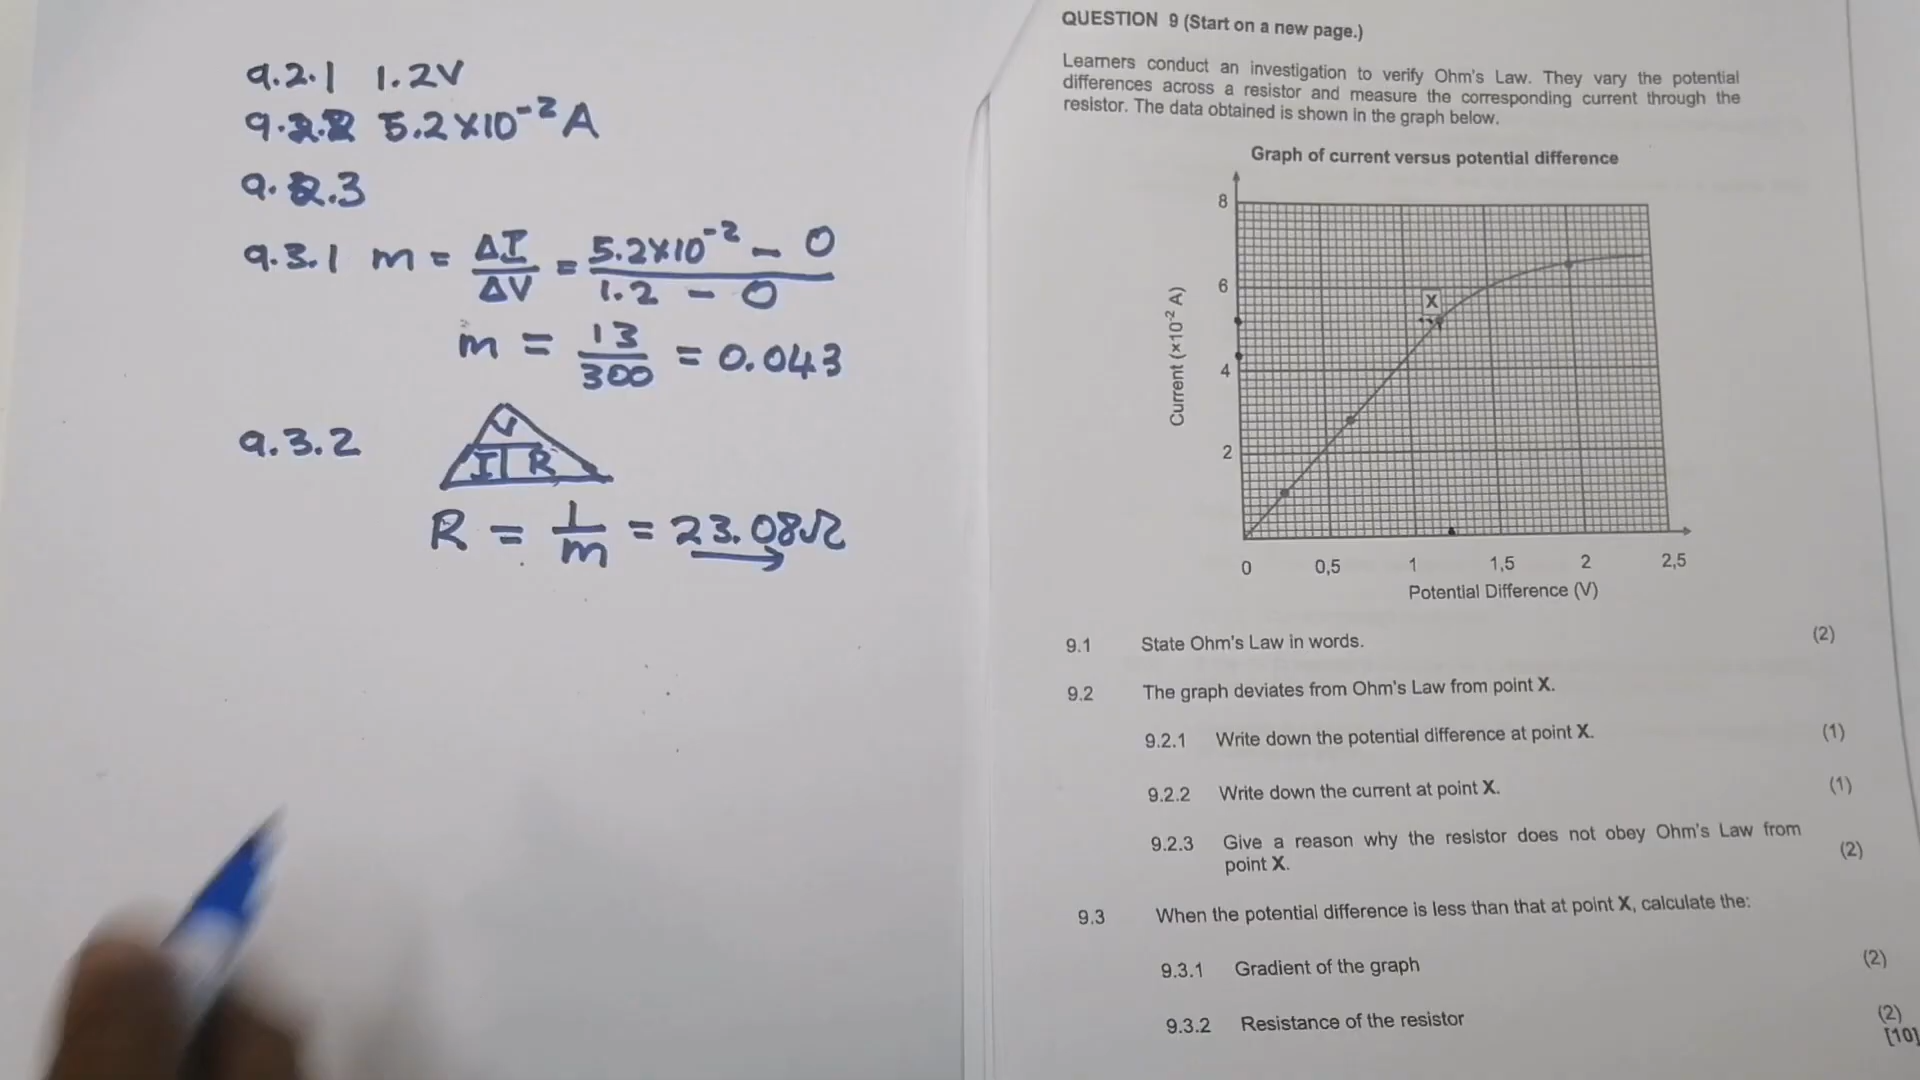 9.2.1 1.2V
9.2.2 5.2×10⁻² A
9.2.3
9.3.1 m = ΔI/ΔV = (5.2×10⁻² - 0)/(1.2 - 0)
m = 13/300 = 0.043
9.3.2
V
I R
R = 1/m = 23.08Ω
QUESTION 9 (Start on a new page.)
Learners conduct an investigation to verify Ohm's Law. They vary the potential
differences across a resistor and measure the corresponding current through the
resistor. The data obtained is shown in the graph below.
Graph of current versus potential difference
8
6
4
2
X
Current (×10⁻² A)
0 0,5 1 1,5 2 2,5
Potential Difference (V)
9.1 State Ohm's Law in words. (2)
9.2 The graph deviates from Ohm's Law from point X.
9.2.1 Write down the potential difference at point X. (1)
9.2.2 Write down the current at point X. (1)
9.2.3 Give a reason why the resistor does not obey Ohm's Law from
point X. (2)
9.3 When the potential difference is less than that at point X, calculate the:
9.3.1 Gradient of the graph (2)
9.3.2 Resistance of the resistor (2)
[10]